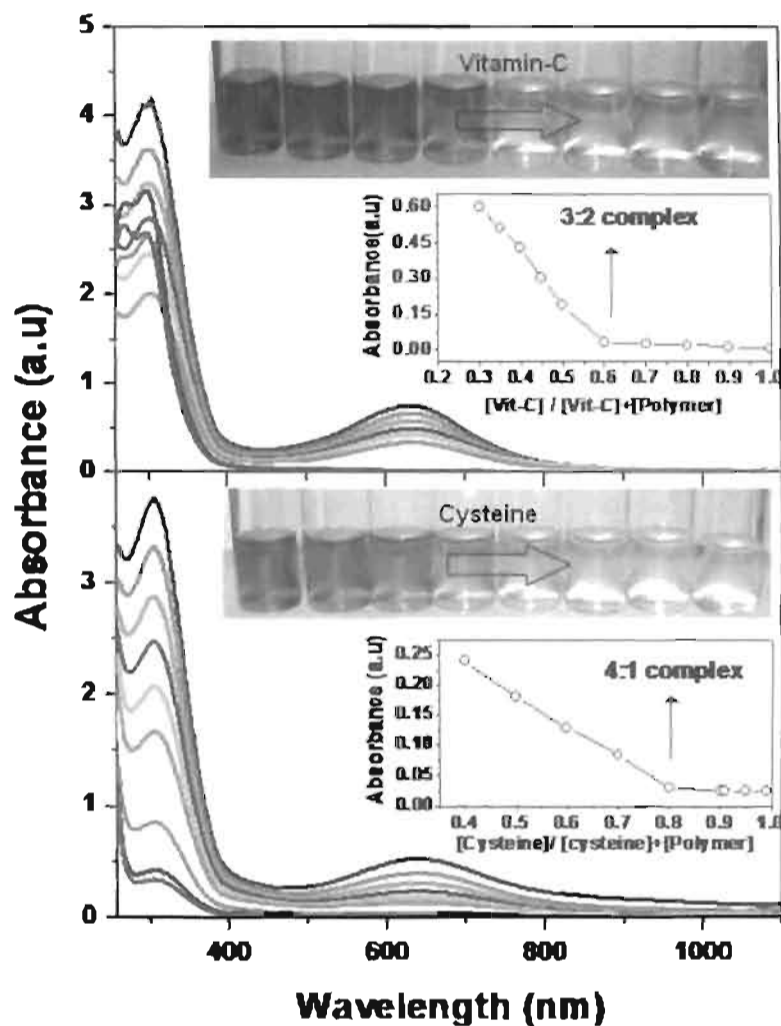 5
4
3
2
1
0
Vitamin-C
0.60
0.45
0.30
0.15
0.00
Absorbance(a.u)
3:2 complex
0.2 0.3 0.4 0.5 0.6 0.7 0.8 0.9 1.0
[Vit-C] / [Vit-C]+[Polymer]
Absorbance (a.u)
3
2
1
0
Cysteine
0.25
0.20
0.15
0.10
0.05
0.00
Absorbance (a.u)
4:1 complex
0.4 0.5 0.6 0.7 0.8 0.9 1.0
[Cysteine]/ [cysteine]+[Polymer]
400 600 800 1000
Wavelength (nm)